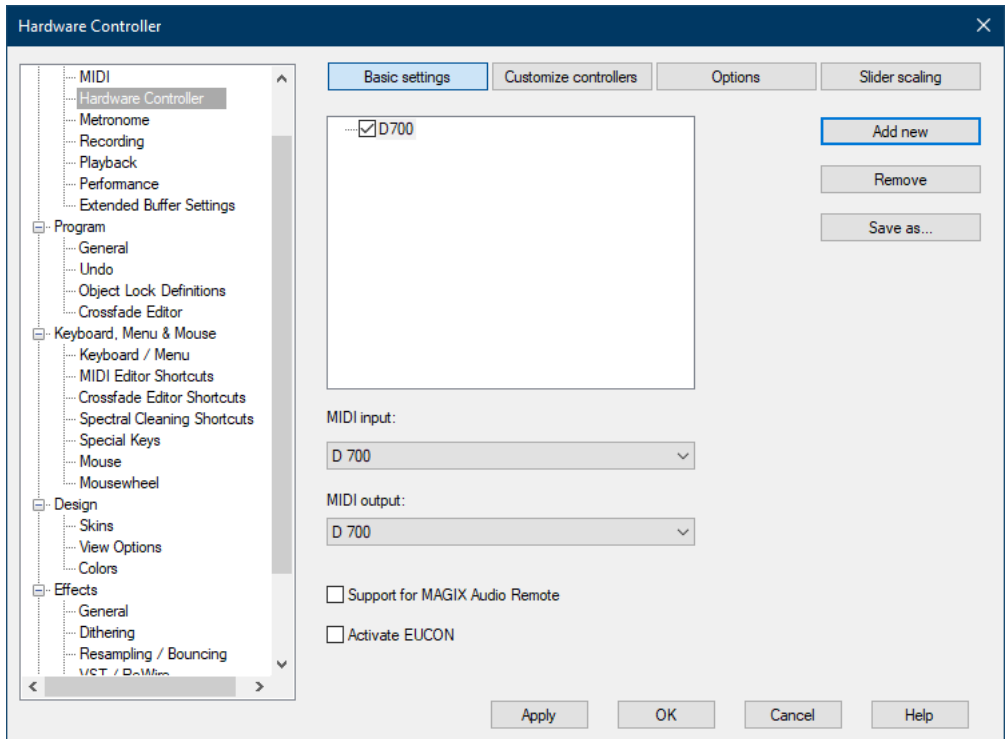 Hardware Controller
MIDI
Hardware Controller
Metronome
Recording
Playback
Performance
Extended Buffer Settings
Program
General
Undo
Object Lock Definitions
Crossfade Editor
Keyboard, Menu & Mouse
Keyboard / Menu
MIDI Editor Shortcuts
Crossfade Editor Shortcuts
Spectral Cleaning Shortcuts
Special Keys
Mouse
Mousewheel
Design
Skins
View Options
Colors
Effects
General
Dithering
Resampling / Bouncing
VST / ReWire
Basic settings
Customize controllers
Options
Slider scaling
D700
Add new
Remove
Save as...
MIDI input:
D 700
MIDI output:
D 700
Support for MAGIX Audio Remote
Activate EUCON
Apply
OK
Cancel
Help